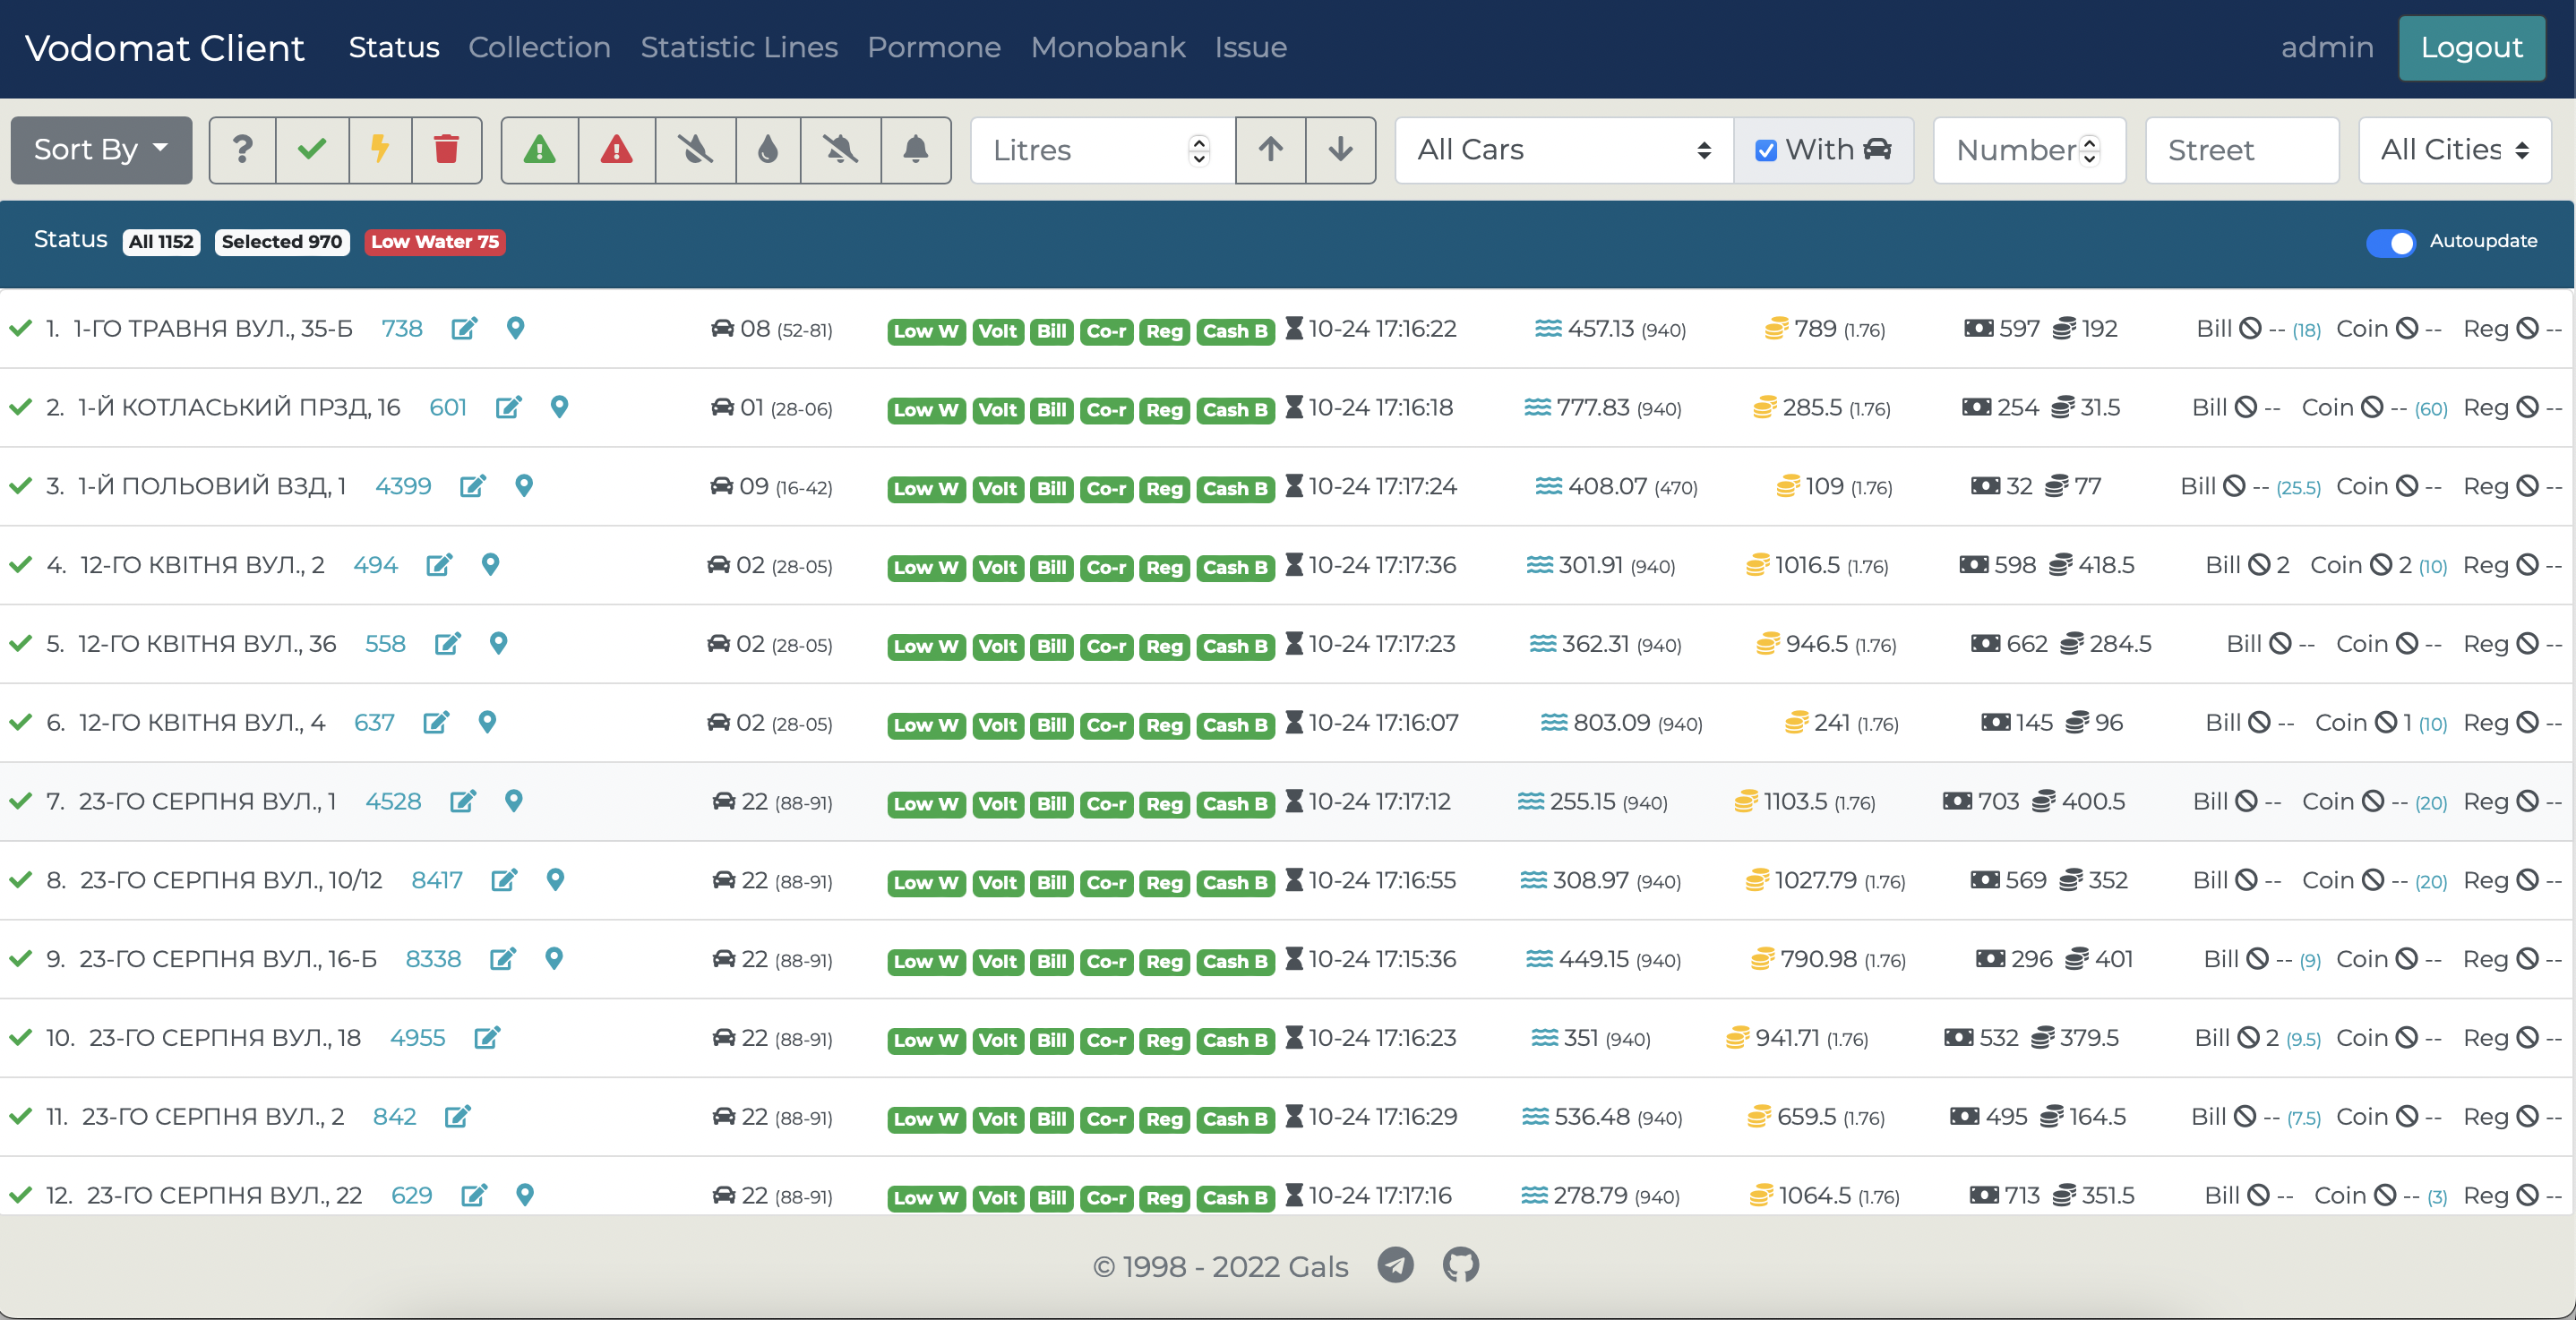 Vodomat Client Status Collection Statistic Lines Pormone Monobank Issue admin Logout
Sort By Litres All Cars With Number Street All Cities
Status All 1152 Selected 970 Low Water 75 Autoupdate
1. 1-ГО ТРАВНЯ ВУЛ., 35-Б 738 08 (52-81) Low W Volt Bill Co-r Reg Cash B 10-24 17:16:22 457.13 (940) 789 (1.76) 597 192 Bill -- (18) Coin -- Reg --
2. 1-Й КОТЛАСЬКИЙ ПРЗД, 16 601 01 (28-06) Low W Volt Bill Co-r Reg Cash B 10-24 17:16:18 777.83 (940) 285.5 (1.76) 254 31.5 Bill -- Coin -- (60) Reg --
3. 1-Й ПОЛЬОВИЙ ВЗД, 1 4399 09 (16-42) Low W Volt Bill Co-r Reg Cash B 10-24 17:17:24 408.07 (470) 109 (1.76) 32 77 Bill -- (25.5) Coin -- Reg --
4. 12-ГО КВІТНЯ ВУЛ., 2 494 02 (28-05) Low W Volt Bill Co-r Reg Cash B 10-24 17:17:36 301.91 (940) 1016.5 (1.76) 598 418.5 Bill 2 Coin 2 (10) Reg --
5. 12-ГО КВІТНЯ ВУЛ., 36 558 02 (28-05) Low W Volt Bill Co-r Reg Cash B 10-24 17:17:23 362.31 (940) 946.5 (1.76) 662 284.5 Bill -- Coin -- Reg --
6. 12-ГО КВІТНЯ ВУЛ., 4 637 02 (28-05) Low W Volt Bill Co-r Reg Cash B 10-24 17:16:07 803.09 (940) 241 (1.76) 145 96 Bill -- Coin 1 (10) Reg --
7. 23-ГО СЕРПНЯ ВУЛ., 1 4528 22 (88-91) Low W Volt Bill Co-r Reg Cash B 10-24 17:17:12 255.15 (940) 1103.5 (1.76) 703 400.5 Bill -- Coin -- (20) Reg --
8. 23-ГО СЕРПНЯ ВУЛ., 10/12 8417 22 (88-91) Low W Volt Bill Co-r Reg Cash B 10-24 17:16:55 308.97 (940) 1027.79 (1.76) 569 352 Bill -- Coin -- (20) Reg --
9. 23-ГО СЕРПНЯ ВУЛ., 16-Б 8338 22 (88-91) Low W Volt Bill Co-r Reg Cash B 10-24 17:15:36 449.15 (940) 790.98 (1.76) 296 401 Bill -- (9) Coin -- Reg --
10. 23-ГО СЕРПНЯ ВУЛ., 18 4955 22 (88-91) Low W Volt Bill Co-r Reg Cash B 10-24 17:16:23 351 (940) 941.71 (1.76) 532 379.5 Bill 2 (9.5) Coin -- Reg --
11. 23-ГО СЕРПНЯ ВУЛ., 2 842 22 (88-91) Low W Volt Bill Co-r Reg Cash B 10-24 17:16:29 536.48 (940) 659.5 (1.76) 495 164.5 Bill -- (7.5) Coin -- Reg --
12. 23-ГО СЕРПНЯ ВУЛ., 22 629 22 (88-91) Low W Volt Bill Co-r Reg Cash B 10-24 17:17:16 278.79 (940) 1064.5 (1.76) 713 351.5 Bill -- Coin -- (3) Reg --
© 1998 - 2022 Gals